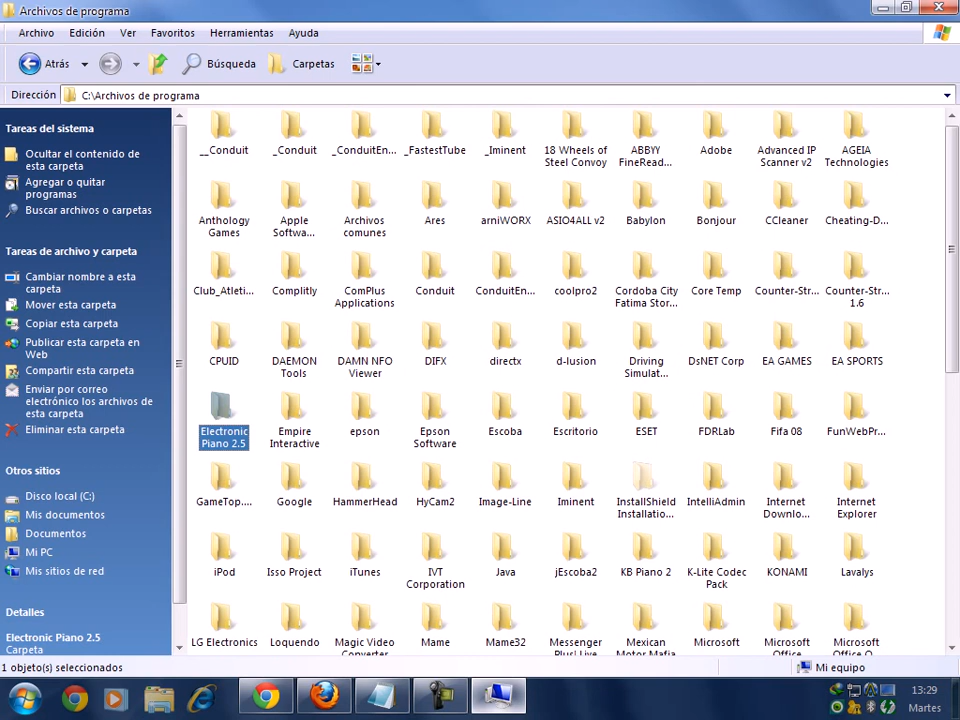 Archivos de programa
Archivo Edición Ver Favoritos Herramientas Ayuda
Atrás Búsqueda Carpetas
Dirección C:\Archivos de programa
Tareas del sistema
Ocultar el contenido de
esta carpeta
Agregar o quitar
programas
Buscar archivos o carpetas
Tareas de archivo y carpeta
Cambiar nombre a esta
carpeta
Mover esta carpeta
Copiar esta carpeta
Publicar esta carpeta en
Web
Compartir esta carpeta
Enviar por correo
electrónico los archivos de
esta carpeta
Eliminar esta carpeta
Otros sitios
Disco local (C:)
Mis documentos
Documentos
Mi PC
Mis sitios de red
Detalles
Electronic Piano 2.5
Carpeta
__Conduit
_Conduit
_ConduitEn...
_FastestTube
_Iminent
18 Wheels of
Steel Convoy
ABBYY
FineRead...
Adobe
Advanced IP
Scanner v2
AGEIA
Technologies
Anthology
Games
Apple
Softwa...
Archivos
comunes
Ares
arniWORX
ASIO4ALL v2
Babylon
Bonjour
CCleaner
Cheating-D...
Club_Atleti...
Complitly
ComPlus
Applications
Conduit
ConduitEn...
coolpro2
Cordoba City
Fatima Stor...
Core Temp
Counter-Str...
Counter-Str...
1.6
CPUID
DAEMON
Tools
DAMN NFO
Viewer
DIFX
directx
d-lusion
Driving
Simulat...
DsNET Corp
EA GAMES
EA SPORTS
Electronic
Piano 2.5
Empire
Interactive
epson
Epson
Software
Escoba
Escritorio
ESET
FDRLab
Fifa 08
FunWebPr...
GameTop....
Google
HammerHead
HyCam2
Image-Line
Iminent
InstallShield
Installatio...
IntelliAdmin
Internet
Downlo...
Internet
Explorer
iPod
Isso Project
iTunes
IVT
Corporation
Java
jEscoba2
KB Piano 2
K-Lite Codec
Pack
KONAMI
Lavalys
LG Electronics
Loquendo
Magic Video
Converter
Mame
Mame32
Messenger
Plus! Live
Mexican
Motor Mafia
Microsoft
Microsoft
Office
Microsoft
Office O...
1 objeto(s) seleccionados
Mi equipo
13:29
Martes